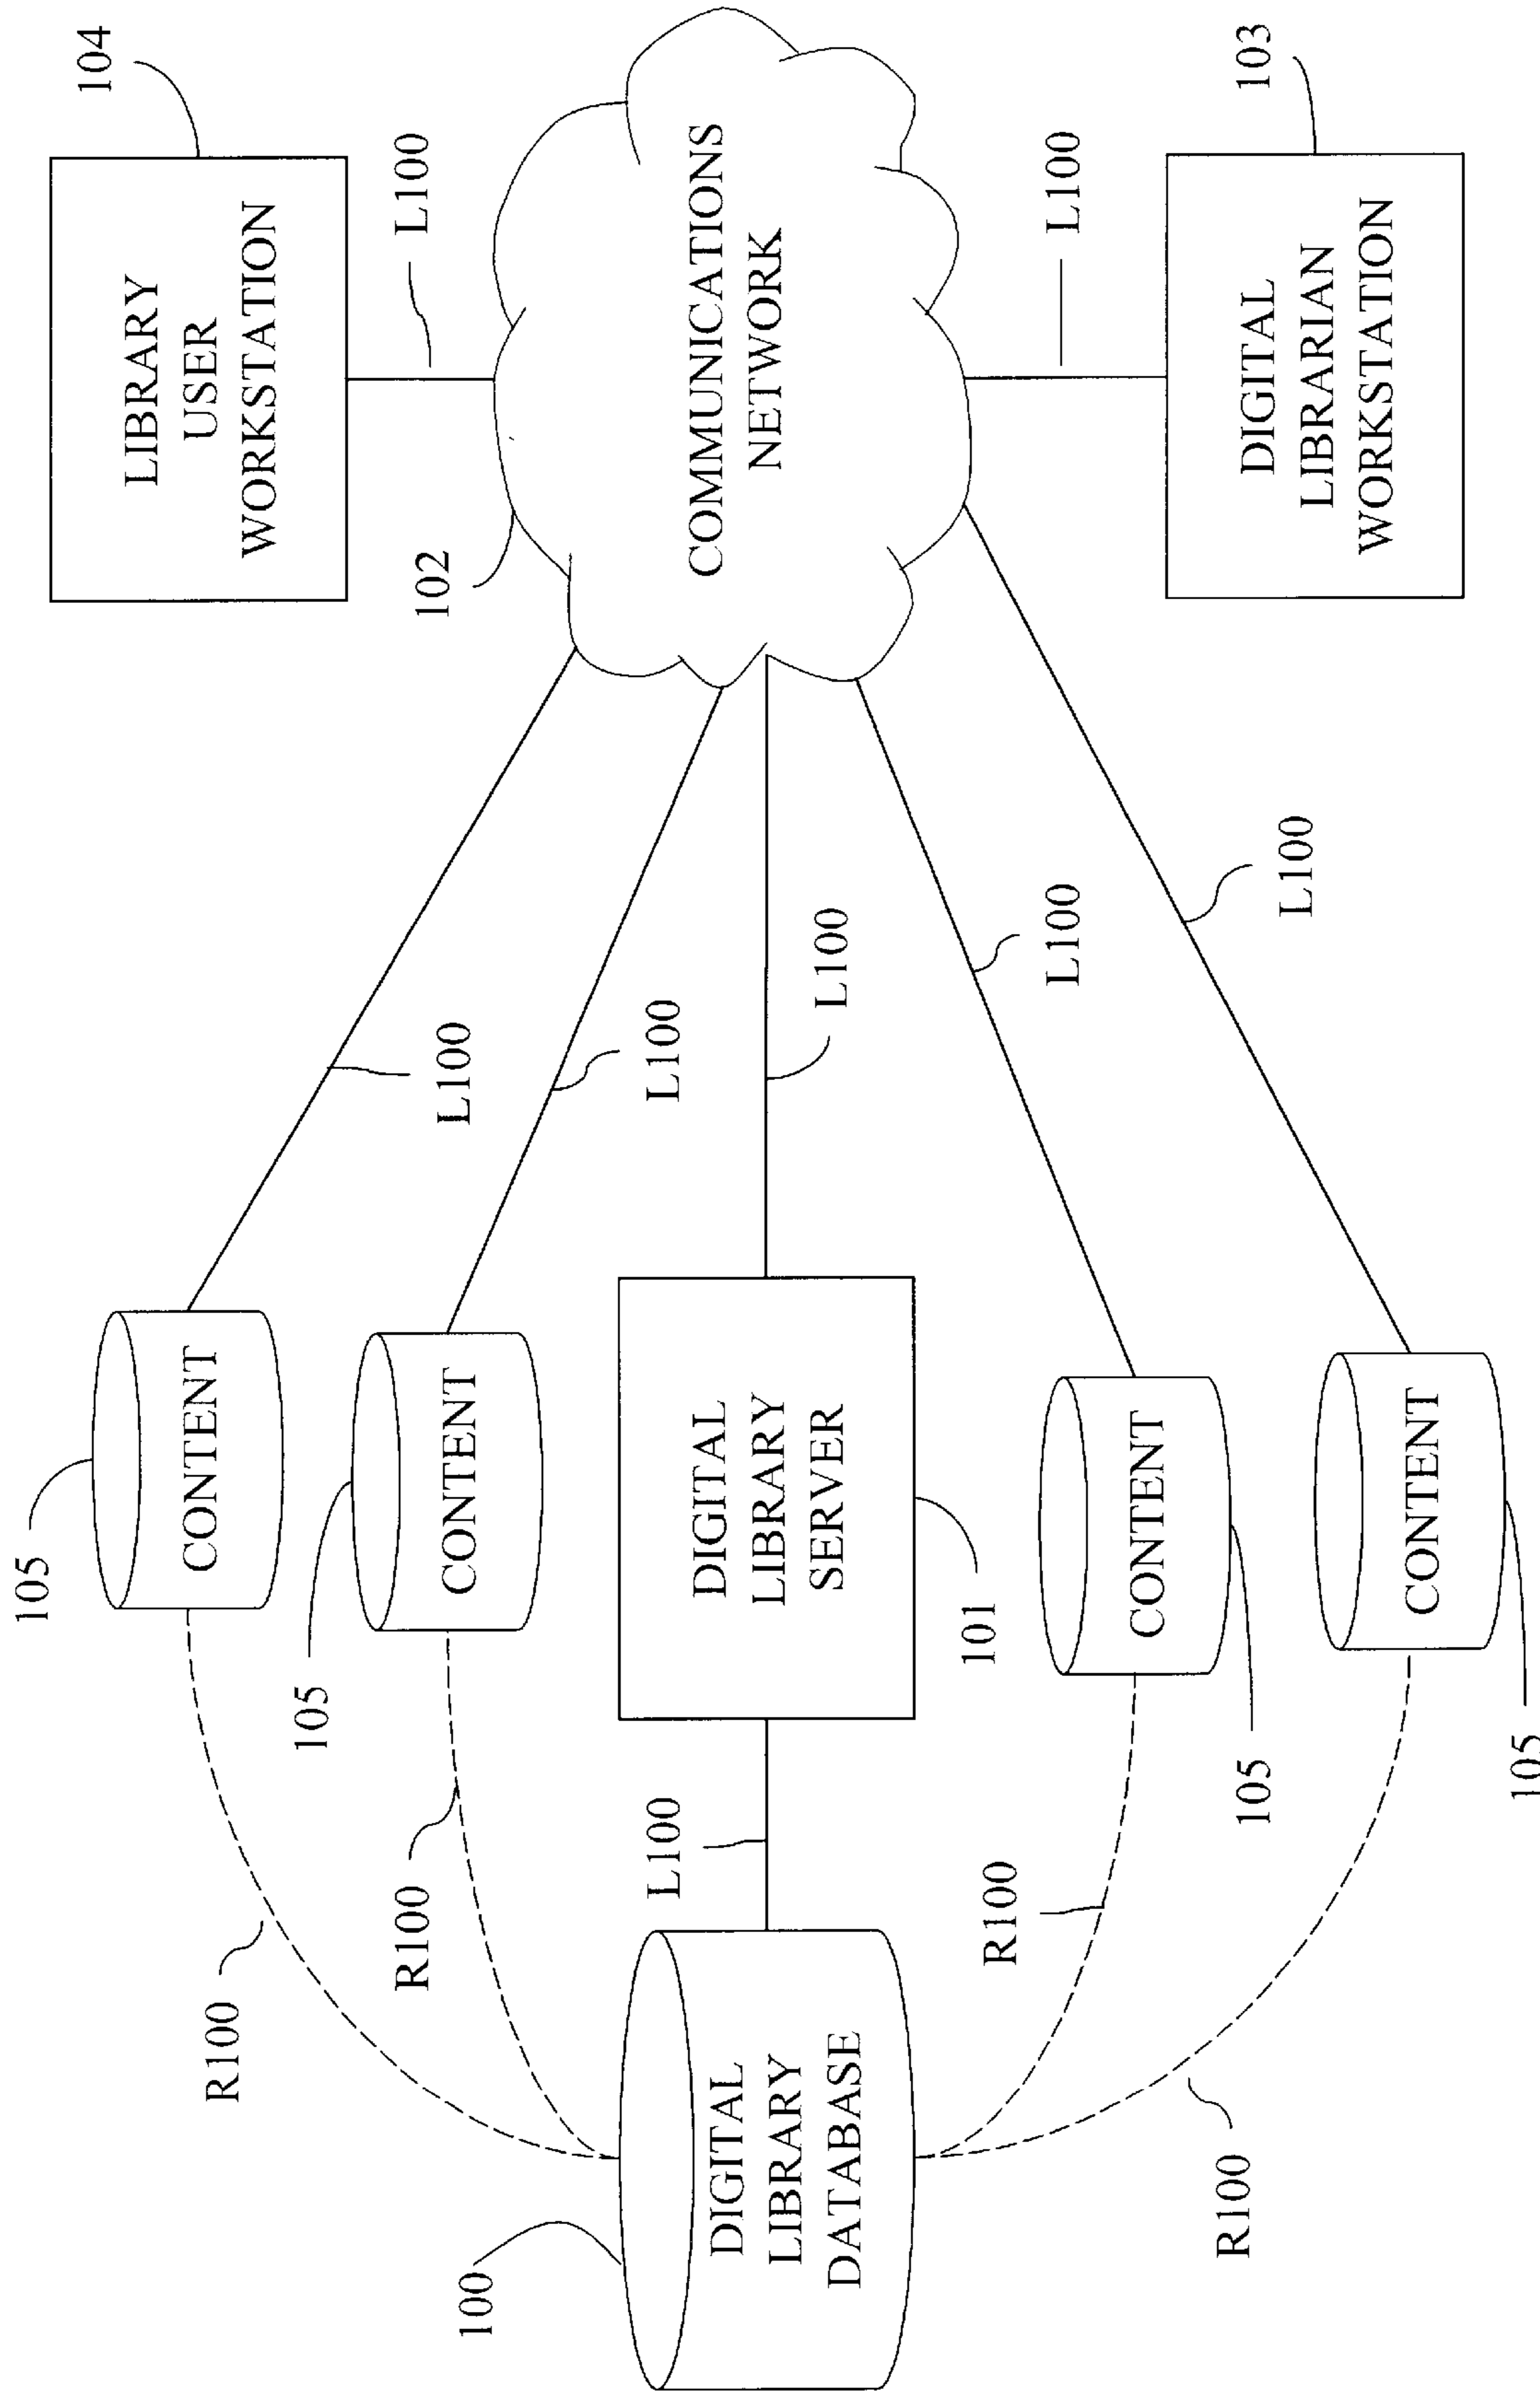 105
104
LIBRARY
USER
WORKSTATION
CONTENT
R100
105
R100
CONTENT
L100
102
L100
100
L100
L100
DIGITAL
LIBRARY
DATABASE
DIGITAL
LIBRARY
SERVER
COMMUNICATIONS
NETWORK
L100
101
R100
L100
L100
CONTENT
R100
105
L100
103
DIGITAL
LIBRARIAN
WORKSTATION
CONTENT
105